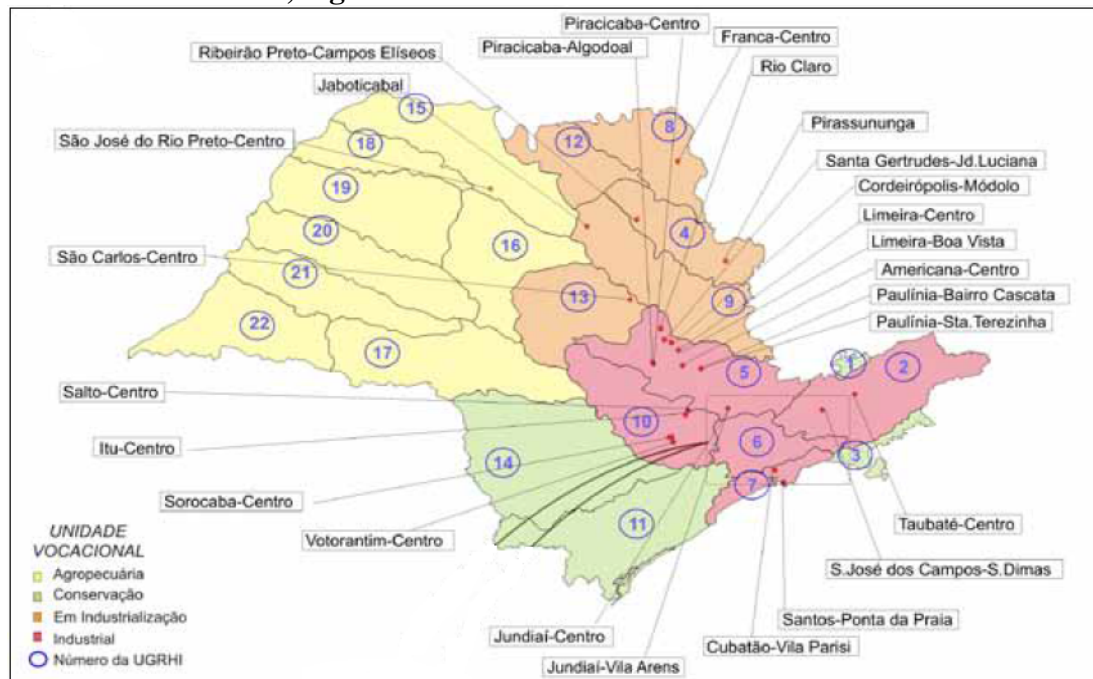 Piracicaba-Centro
Ribeirão Preto-Campos Elíseos
Piracicaba-Algodoal
Franca-Centro
Rio Claro
Jaboticabal
15
8
12
Pirassununga
São José do Rio Preto-Centro
18
Santa Gertrudes-Jd.Luciana
19
Cordeirópolis-Módolo
Limeira-Centro
20
16
4
Limeira-Boa Vista
São Carlos-Centro
21
13
9
Americana-Centro
Paulínia-Bairro Cascata
22
Paulínia-Sta.Terezinha
17
5
1
2
Salto-Centro
10
6
3
Itu-Centro
14
7
Sorocaba-Centro
11
Taubaté-Centro
Votorantim-Centro
S.José dos Campos-S.Dimas
Santos-Ponta da Praia
Jundiaí-Centro
Cubatão-Vila Parisi
Jundiaí-Vila Arens
UNIDADE
VOCACIONAL
Agropecuária
Conservação
Em Industrialização
Industrial
Número da UGRHI